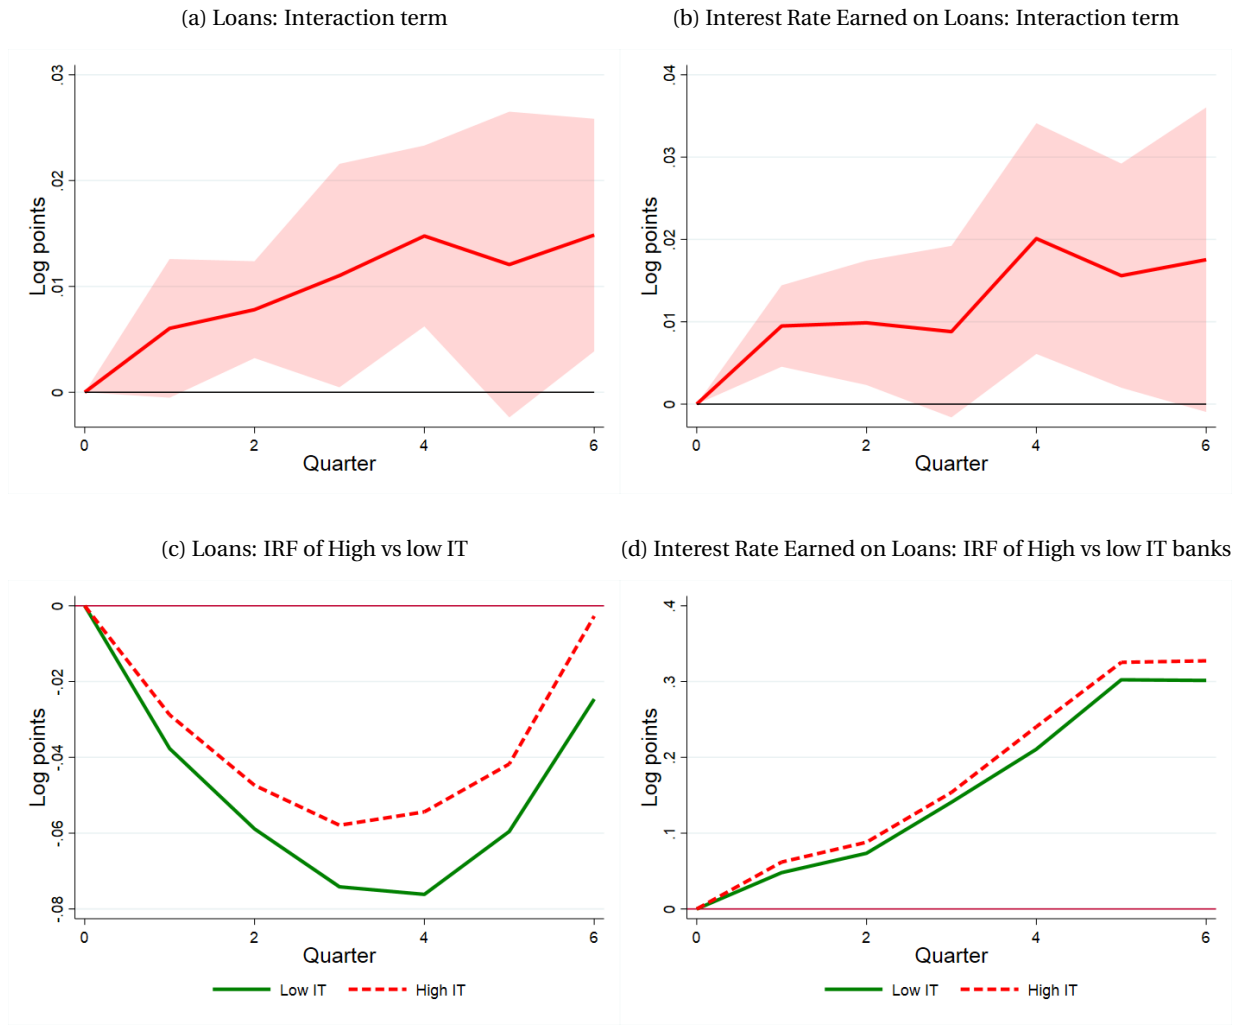 (a) Loans: Interaction term
(b) Interest Rate Earned on Loans: Interaction term
.03
.02
.01
0
Log points
0 2 4 6
Quarter
.04
.03
.02
.01
0
Log points
0 2 4 6
Quarter
(c) Loans: IRF of High vs low IT
(d) Interest Rate Earned on Loans: IRF of High vs low IT banks
0
-.02
-.04
-.06
-.08
Log points
0 2 4 6
Quarter
Low IT High IT
.4
.3
.2
.1
0
Log points
0 2 4 6
Quarter
Low IT High IT